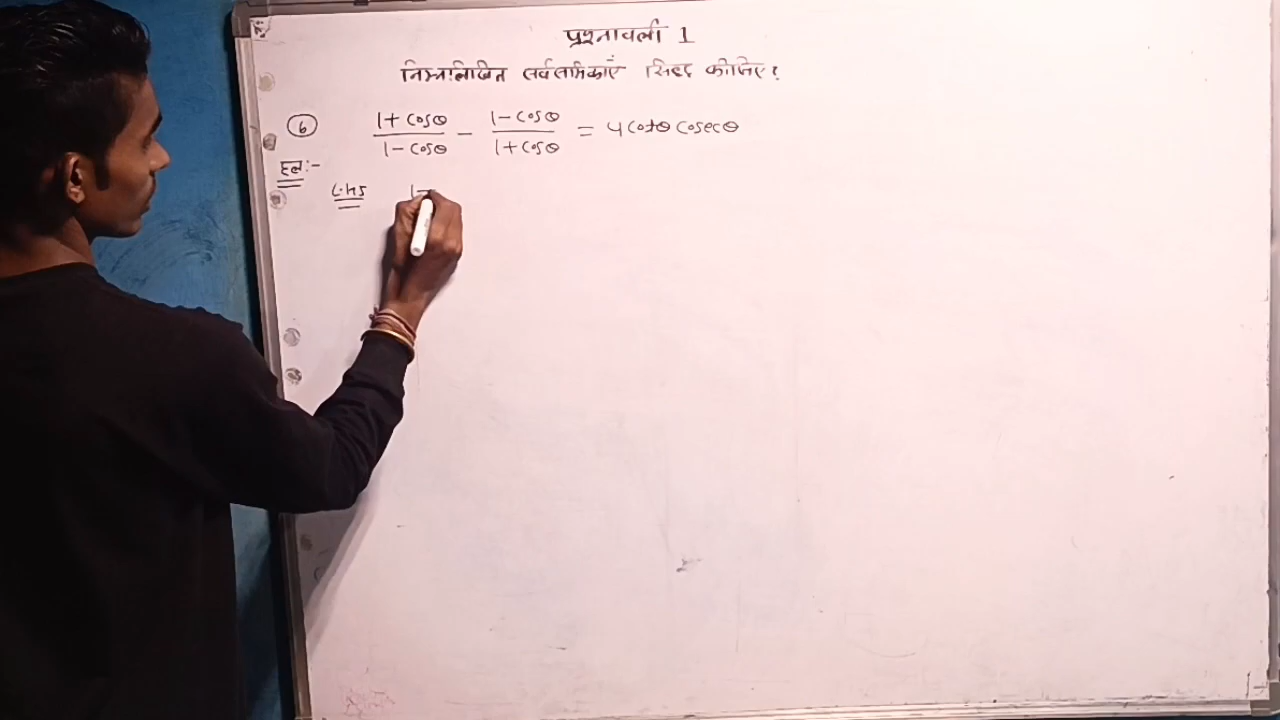 प्रश्नावली 1
निम्नलिखित सर्वसमिकाएँ सिद्ध कीजिए?
⑥ (1 + cosθ)/(1 - cosθ) - (1 - cosθ)/(1 + cosθ) = 4 cotθ cosecθ
हल:-
L.H.S 1